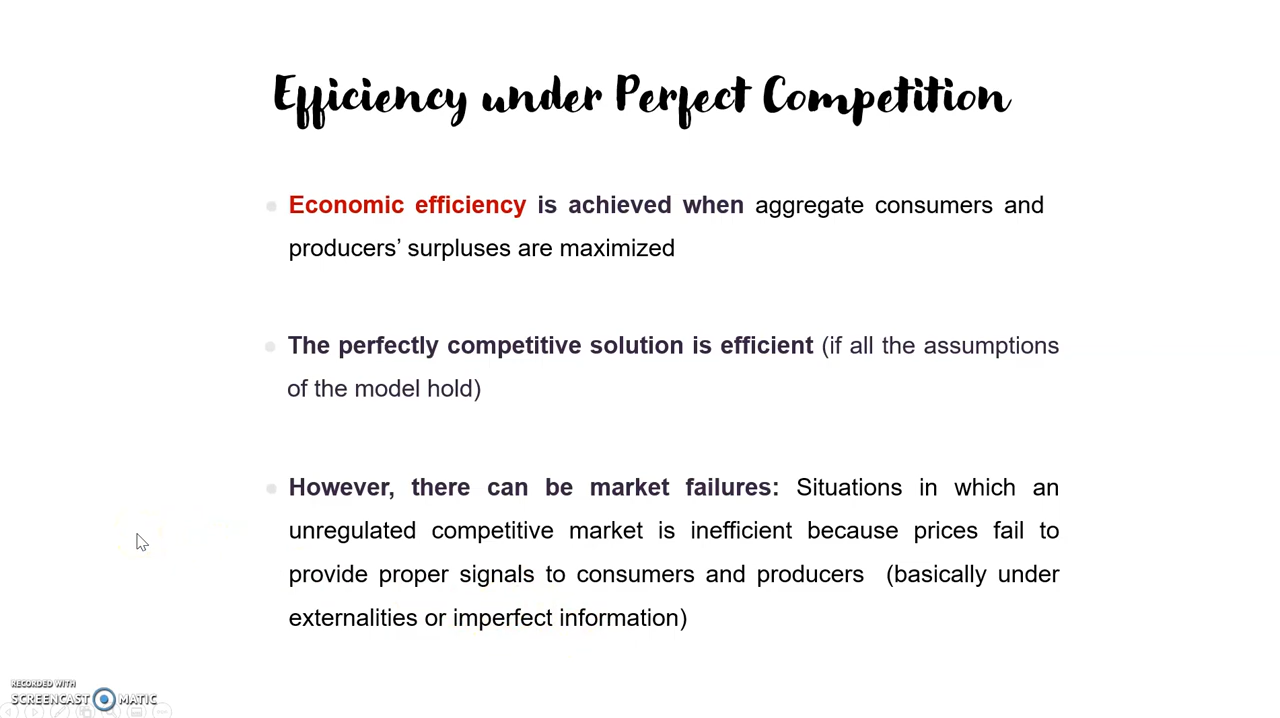 Efficiency under Perfect Competition
Economic efficiency is achieved when aggregate consumers and
producers’ surpluses are maximized
The perfectly competitive solution is efficient (if all the assumptions
of the model hold)
However, there can be market failures: Situations in which an
unregulated competitive market is inefficient because prices fail to
provide proper signals to consumers and producers (basically under
externalities or imperfect information)
RECORDED WITH
SCREENCAST MATIC